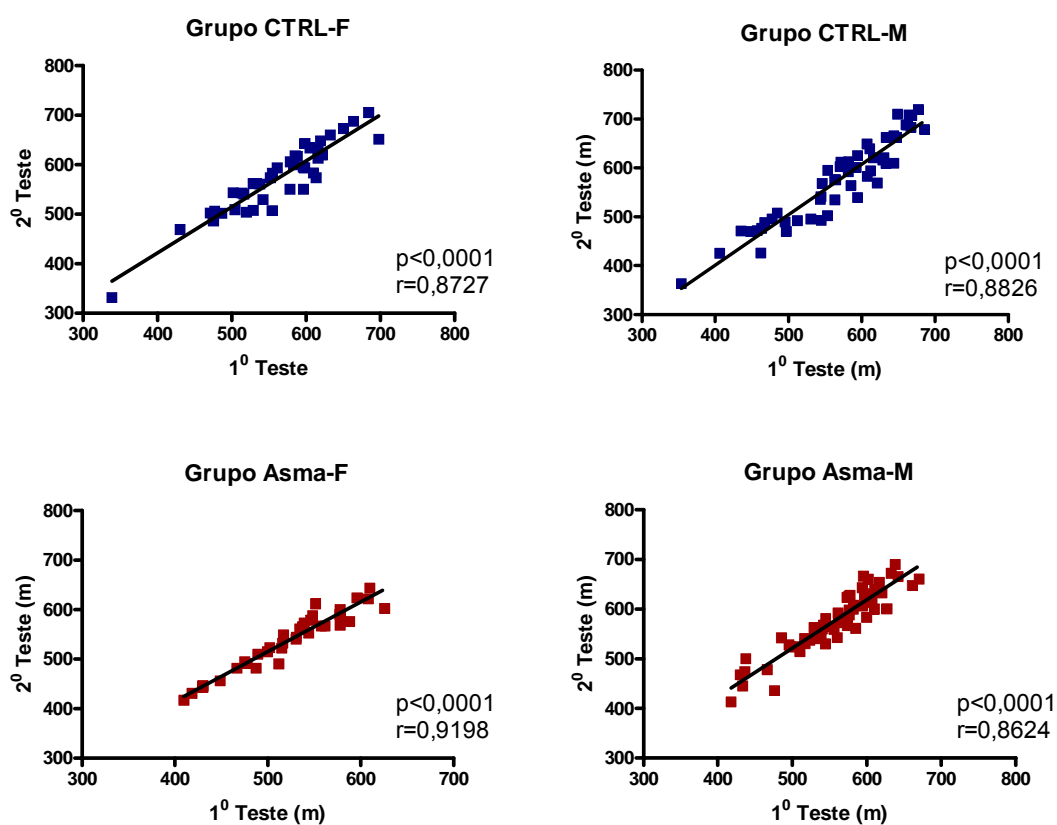 Grupo CTRL-F
800
700
600
500
400
300
2⁰ Teste
300 400 500 600 700 800
1⁰ Teste
p<0,0001
r=0,8727
Grupo CTRL-M
800
700
600
500
400
300
2⁰ Teste (m)
300 400 500 600 700 800
1⁰ Teste (m)
p<0,0001
r=0,8826
Grupo Asma-F
800
700
600
500
400
300
2⁰ Teste (m)
300 400 500 600 700
1⁰ Teste (m)
p<0,0001
r=0,9198
Grupo Asma-M
800
700
600
500
400
300
2⁰ Teste (m)
300 400 500 600 700 800
1⁰ Teste (m)
p<0,0001
r=0,8624